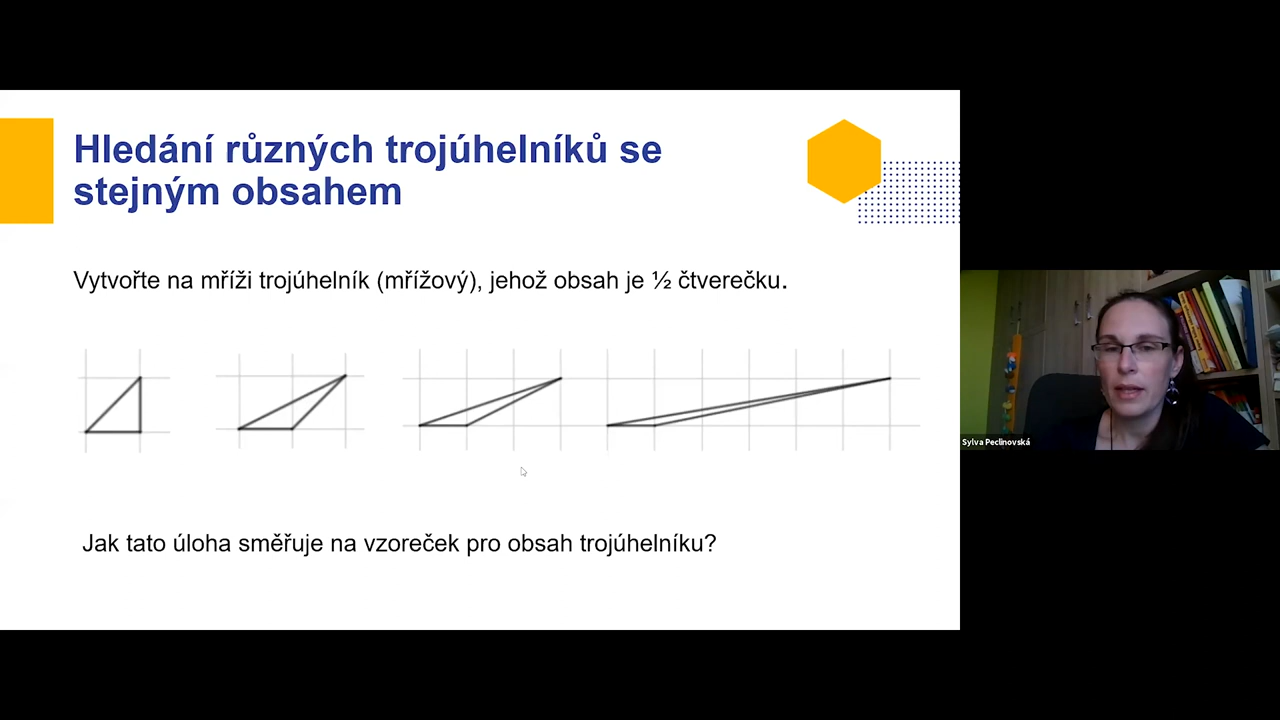 Hledání různých trojúhelníků se
stejným obsahem
Vytvořte na mříži trojúhelník (mřížový), jehož obsah je ½ čtverečku.
Jak tato úloha směřuje na vzoreček pro obsah trojúhelníku?
Sylva Peclinovská